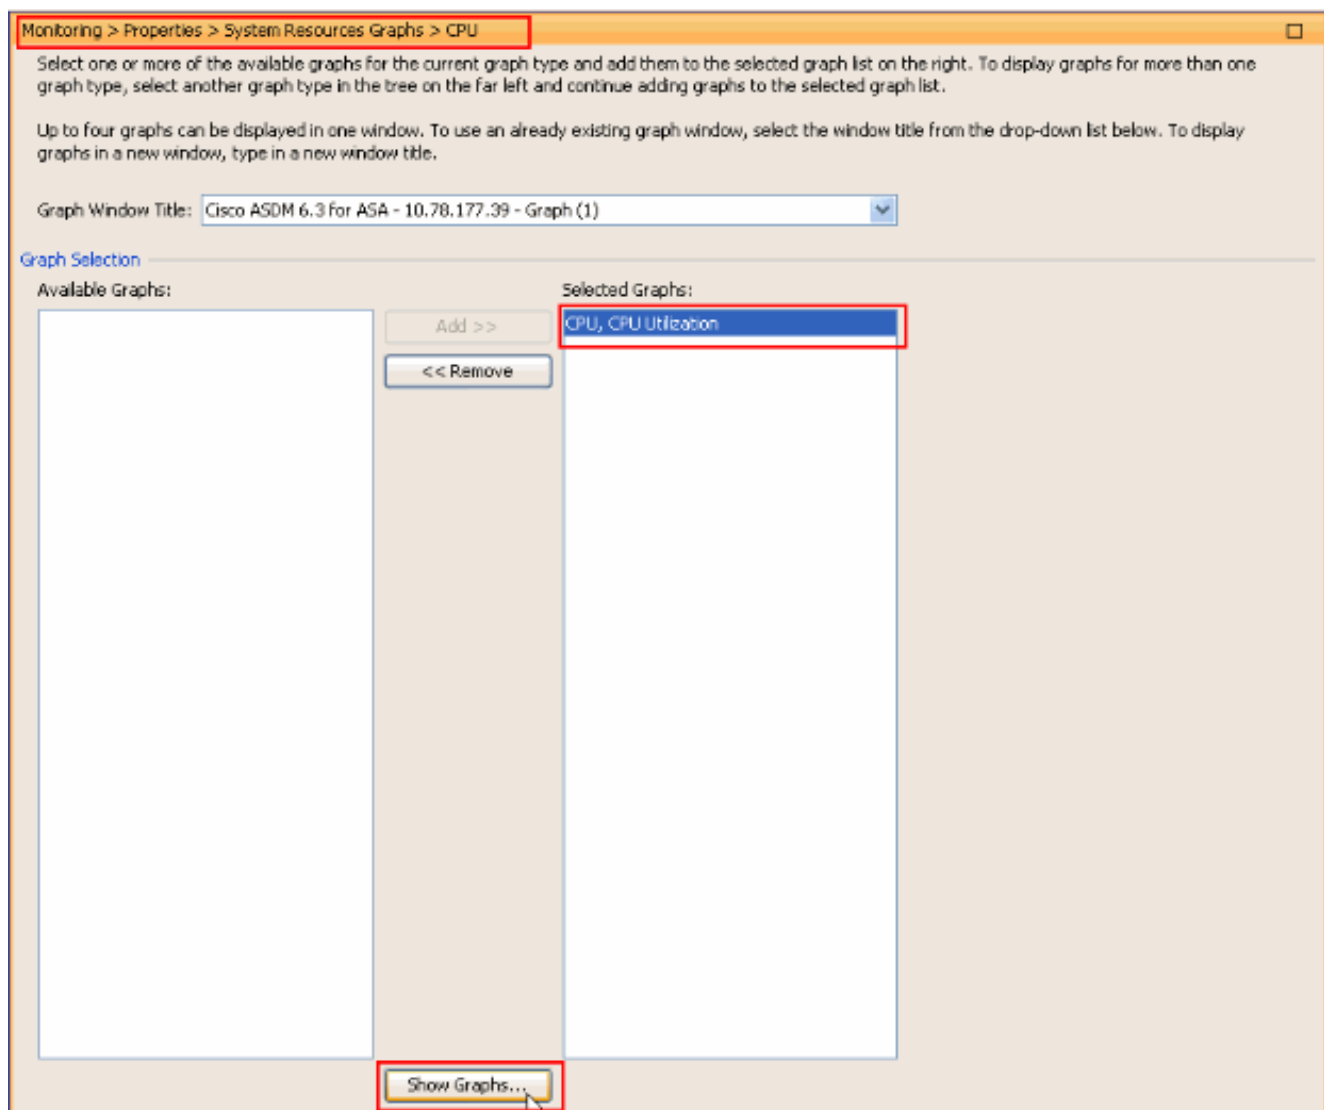 Monitoring > Properties > System Resources Graphs > CPU
Select one or more of the available graphs for the current graph type and add them to the selected graph list on the right. To display graphs for more than one
graph type, select another graph type in the tree on the far left and continue adding graphs to the selected graph list.
Up to four graphs can be displayed in one window. To use an already existing graph window, select the window title from the drop-down list below. To display
graphs in a new window, type in a new window title.
Graph Window Title: Cisco ASDM 6.3 for ASA - 10.78.177.39 - Graph (1)
Graph Selection
Available Graphs: Selected Graphs:
Add >> CPU, CPU Utilization
<< Remove
Show Graphs...